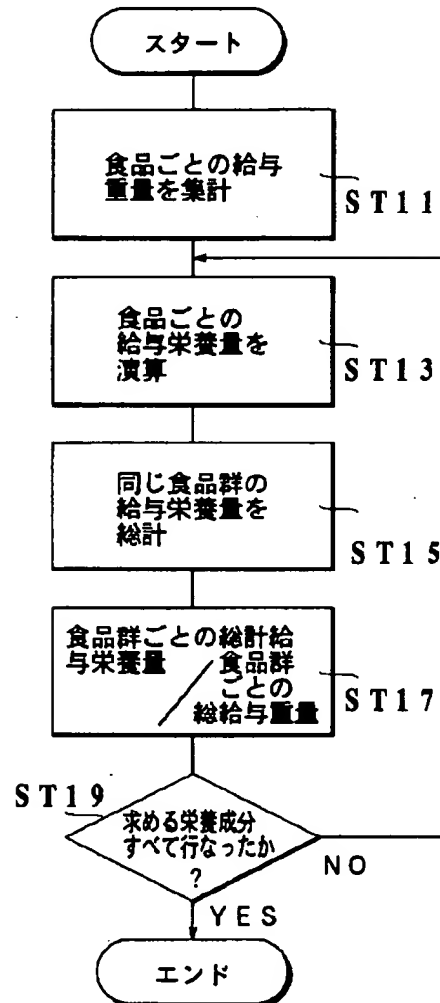 スタート
食品ごとの給与
重量を集計
ST11
食品ごとの
給与栄養量を
演算
ST13
同じ食品群の
給与栄養量を
総計
ST15
食品群ごとの総計給
与栄養量
食品群
ごとの
総給与重量
ST17
ST19
求める栄養成分
すべて行なったか
?
NO
YES
エンド